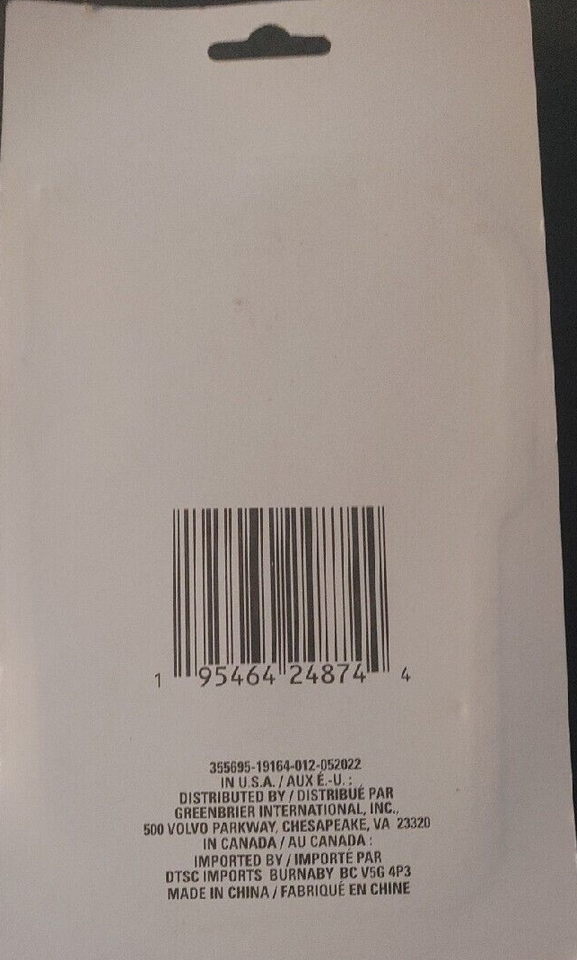 1 95464 24874 4
355695-19164-012-052022
IN U.S.A. / AUX É.-U. :
DISTRIBUTED BY / DISTRIBUÉ PAR
GREENBRIER INTERNATIONAL, INC.,
500 VOLVO PARKWAY, CHESAPEAKE, VA 23320
IN CANADA / AU CANADA :
IMPORTED BY / IMPORTÉ PAR
DTSC IMPORTS BURNABY BC V5G 4P3
MADE IN CHINA / FABRIQUÉ EN CHINE